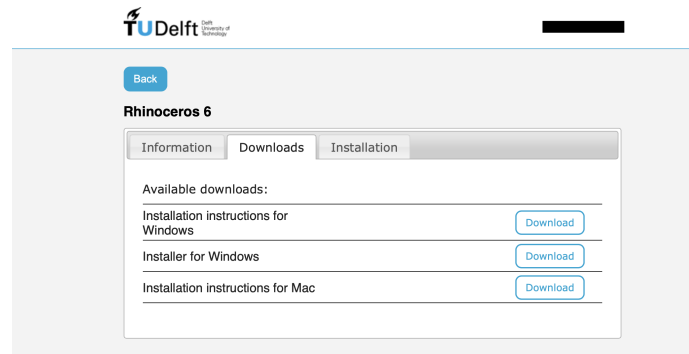 TUDelft
Delft
University of
Technology
Back
Rhinoceros 6
Information
Downloads
Installation
Available downloads:
Installation instructions for
Windows
Download
Installer for Windows
Download
Installation instructions for Mac
Download